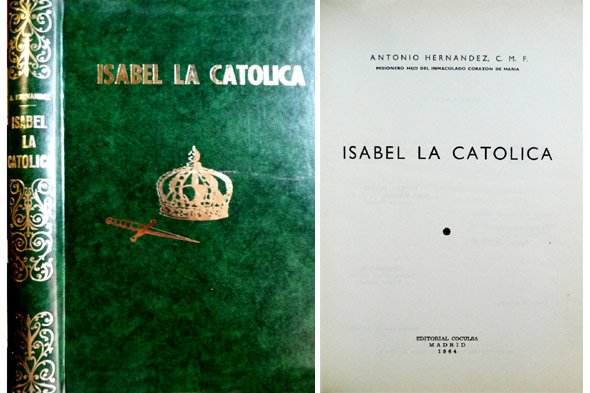 A. HERNANDEZ
ISABEL
LA
CATOLICA
ISABEL LA CATOLICA
ANTONIO HERNANDEZ, C. M. F.
MISIONERO HIJO DEL INMACULADO CORAZON DE MARIA
ISABEL LA CATOLICA
EDITORIAL COCULSA
MADRID
1964